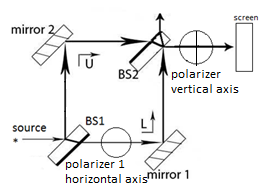 screen
mirror 2
U
BS2
polarizer
vertical axis
BS1
L
source
*
polarizer 1
horizontal axis
mirror 1